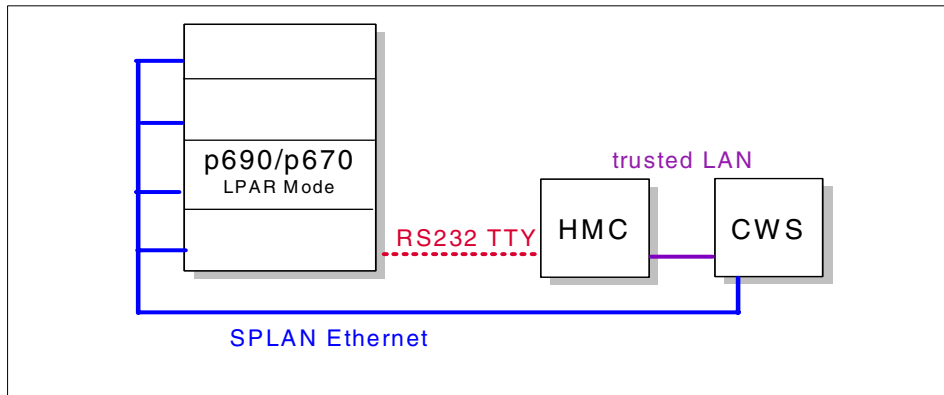 p690/p670
LPAR Mode
trusted LAN
RS232 TTY
HMC
CWS
SPLAN Ethernet